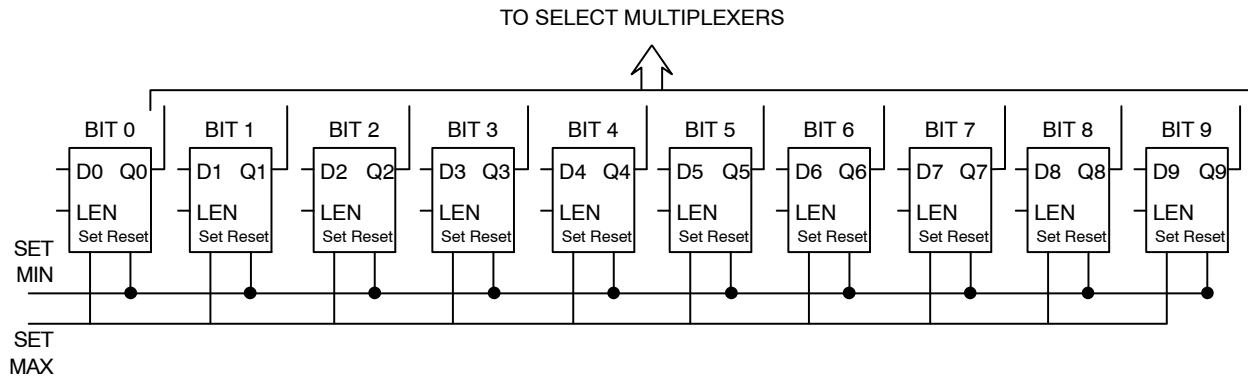 TO SELECT MULTIPLEXERS
BIT 0 BIT 1 BIT 2 BIT 3 BIT 4 BIT 5 BIT 6 BIT 7 BIT 8 BIT 9
D0 Q0 D1 Q1 D2 Q2 D3 Q3 D4 Q4 D5 Q5 D6 Q6 D7 Q7 D8 Q8 D9 Q9
LEN LEN LEN LEN LEN LEN LEN LEN LEN LEN
Set Reset Set Reset Set Reset Set Reset Set Reset Set Reset Set Reset Set Reset Set Reset Set Reset
SET
MIN
SET
MAX